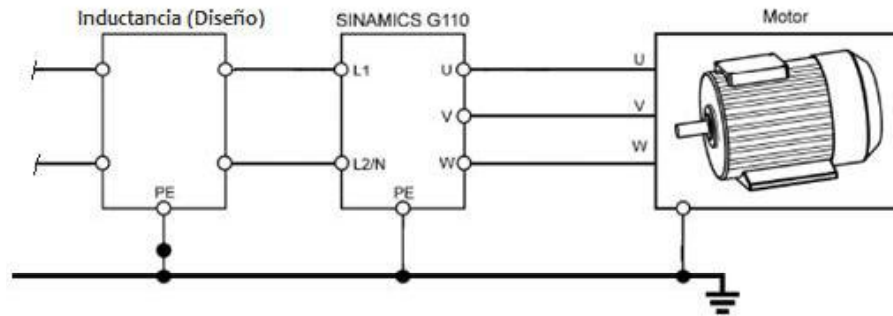 Inductancia (Diseño)
SINAMICS G110
Motor
L1
U
U
V
V
W
L2/N
W
PE
PE